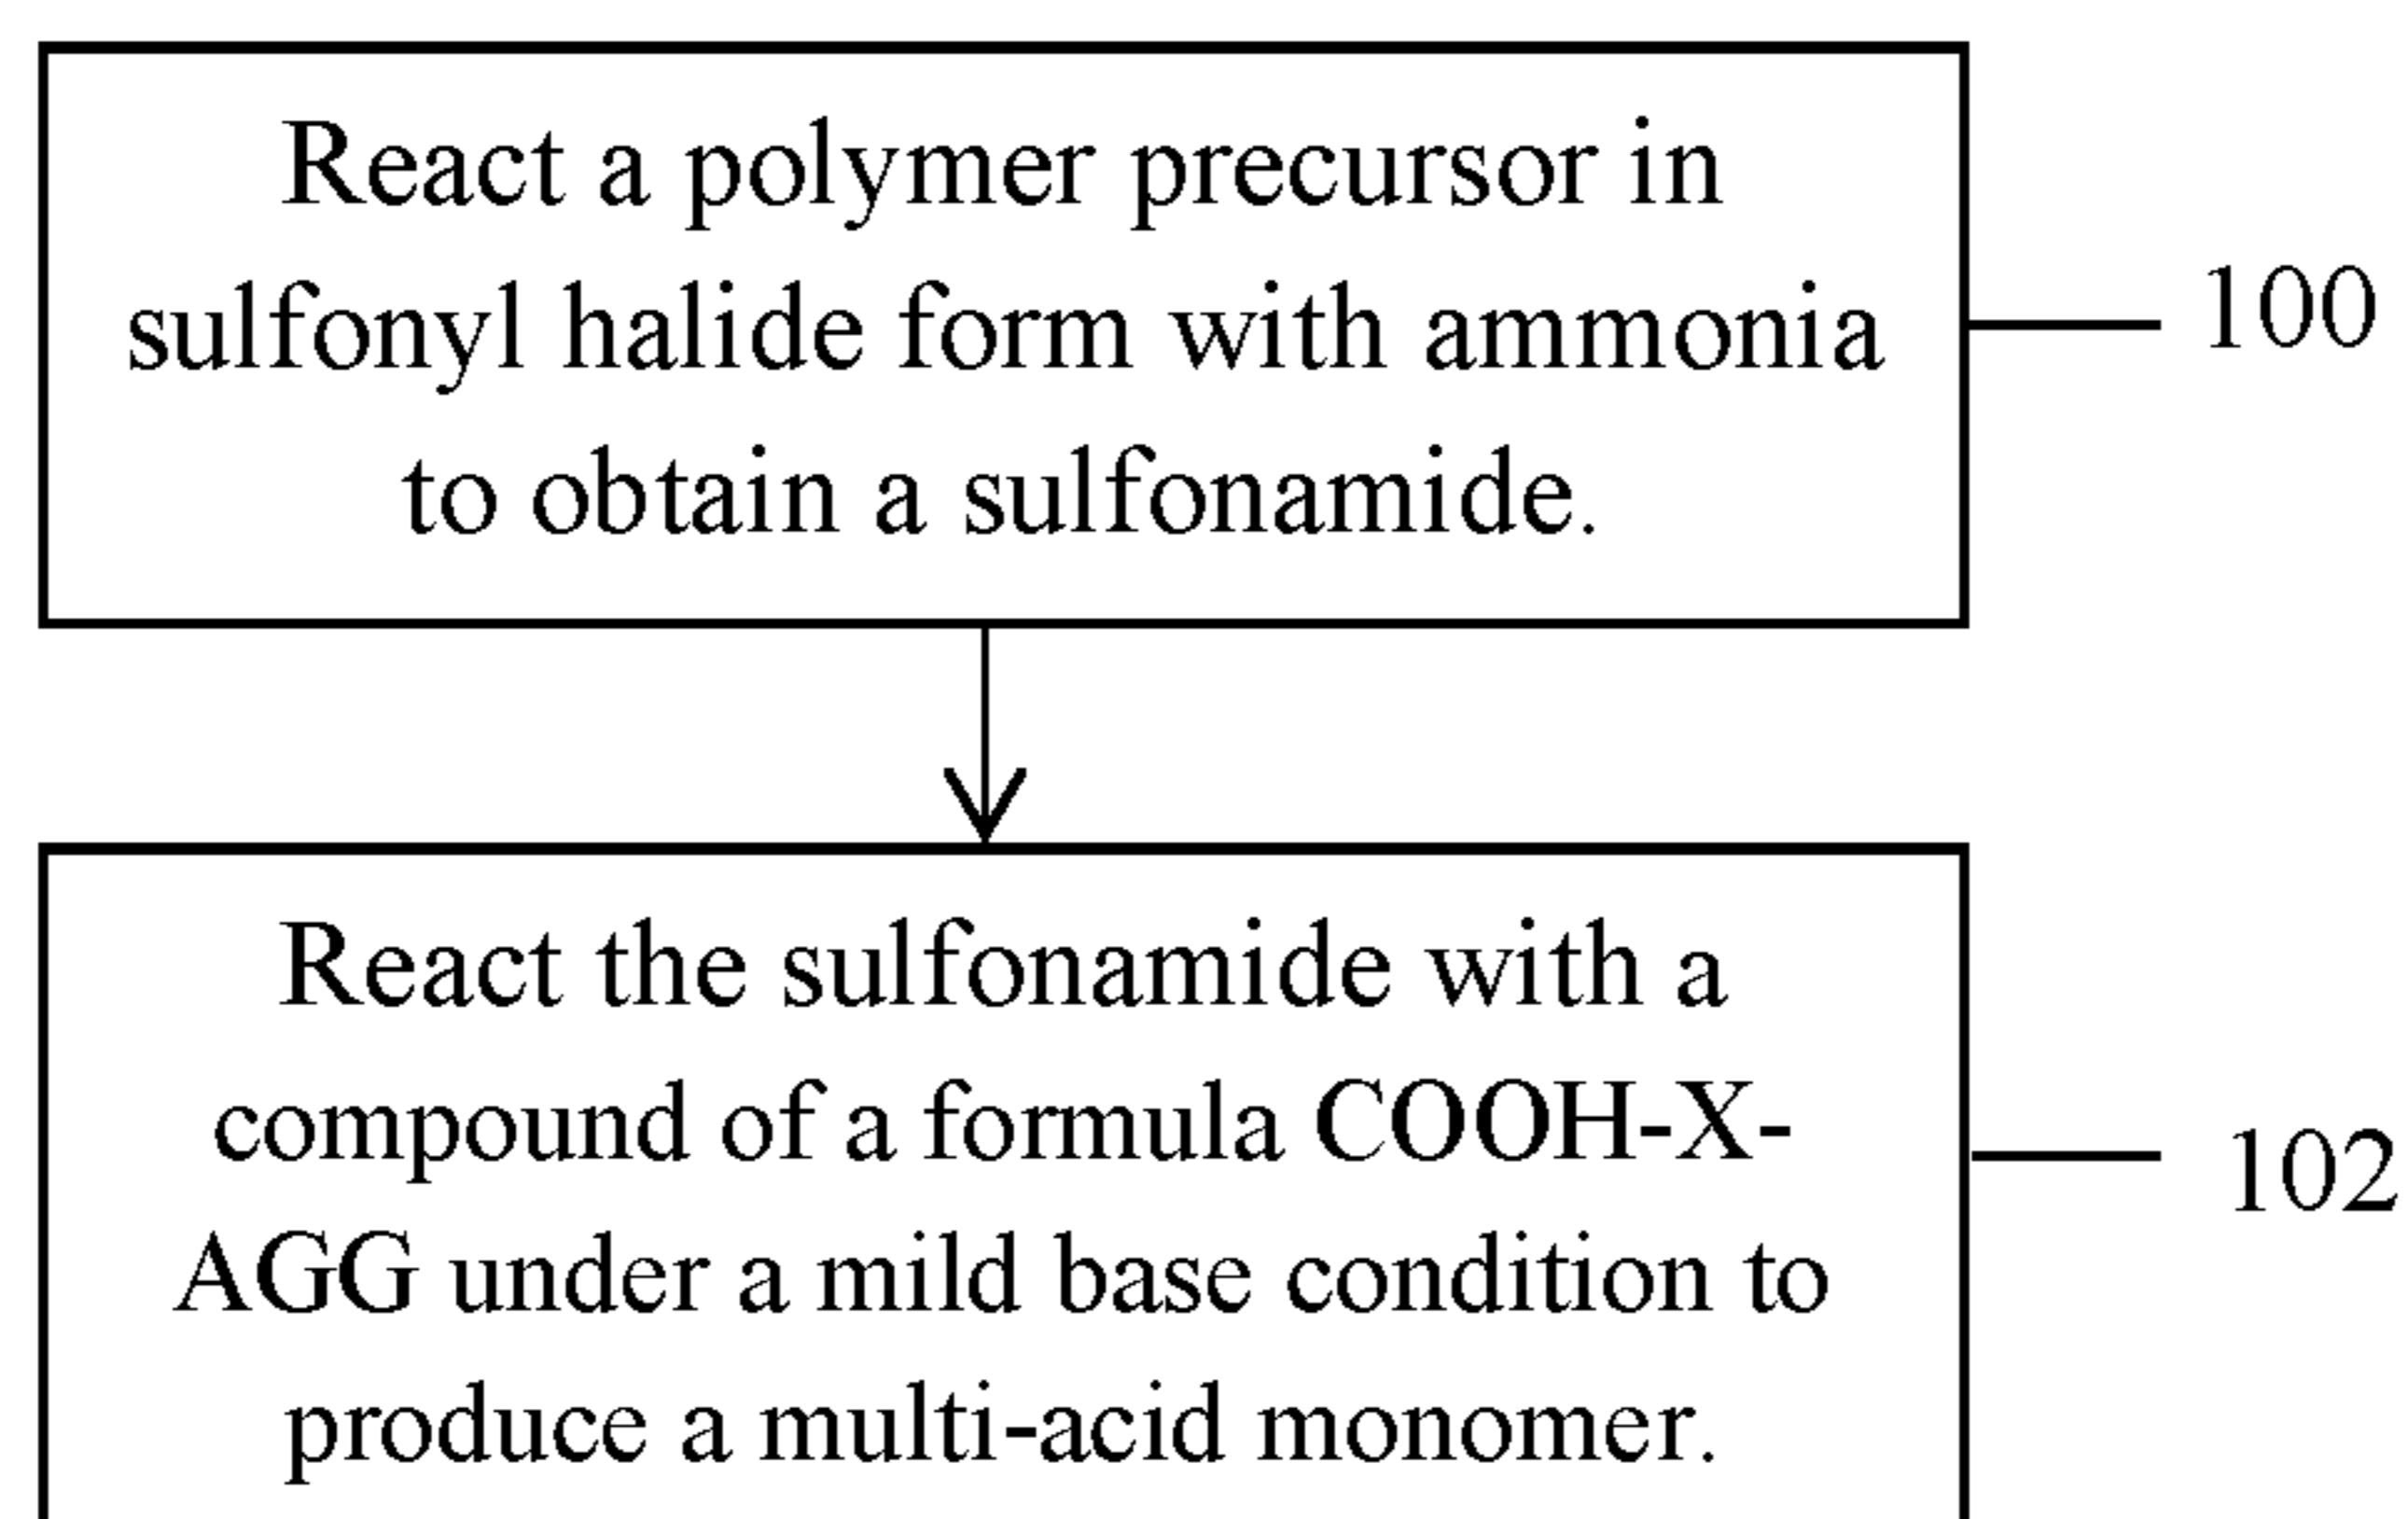 React a polymer precursor in
sulfonyl halide form with ammonia
to obtain a sulfonamide.
100
React the sulfonamide with a
compound of a formula COOH-X-
AGG under a mild base condition to
produce a multi-acid monomer.
102